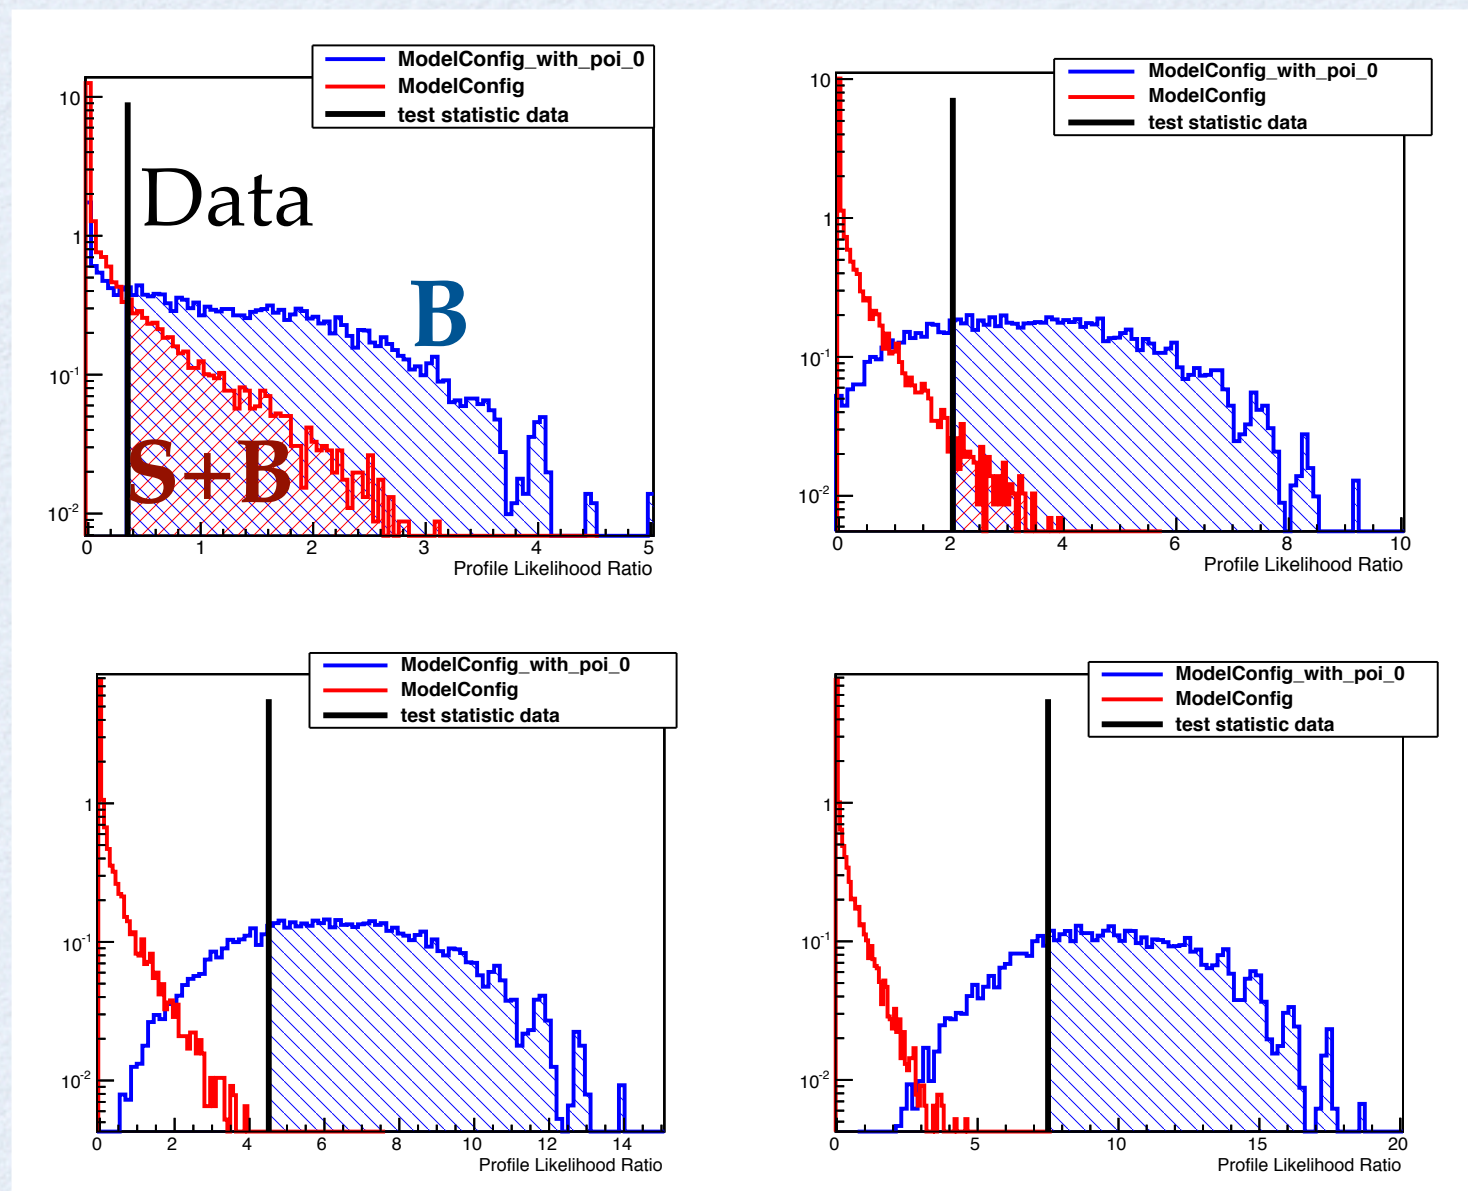 ModelConfig_with_poi_0
ModelConfig
test statistic data
10
1
10-1
10-2
Data
B
S+B
0 1 2 3 4 5
Profile Likelihood Ratio
ModelConfig_with_poi_0
ModelConfig
test statistic data
10
1
10-1
10-2
0 2 4 6 8 10
Profile Likelihood Ratio
ModelConfig_with_poi_0
ModelConfig
test statistic data
1
10-1
10-2
0 2 4 6 8 10 12 14
Profile Likelihood Ratio
ModelConfig_with_poi_0
ModelConfig
test statistic data
1
10-1
10-2
0 5 10 15 20
Profile Likelihood Ratio